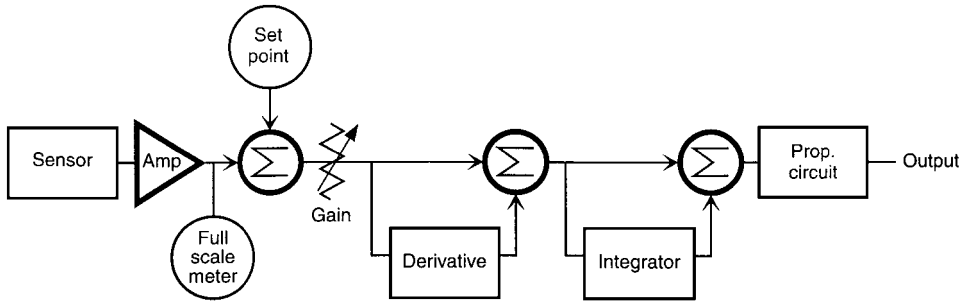 Set
point
Sensor
Amp
Σ
Gain
Σ
Σ
Prop.
circuit
Output
Full
scale
meter
Derivative
Integrator